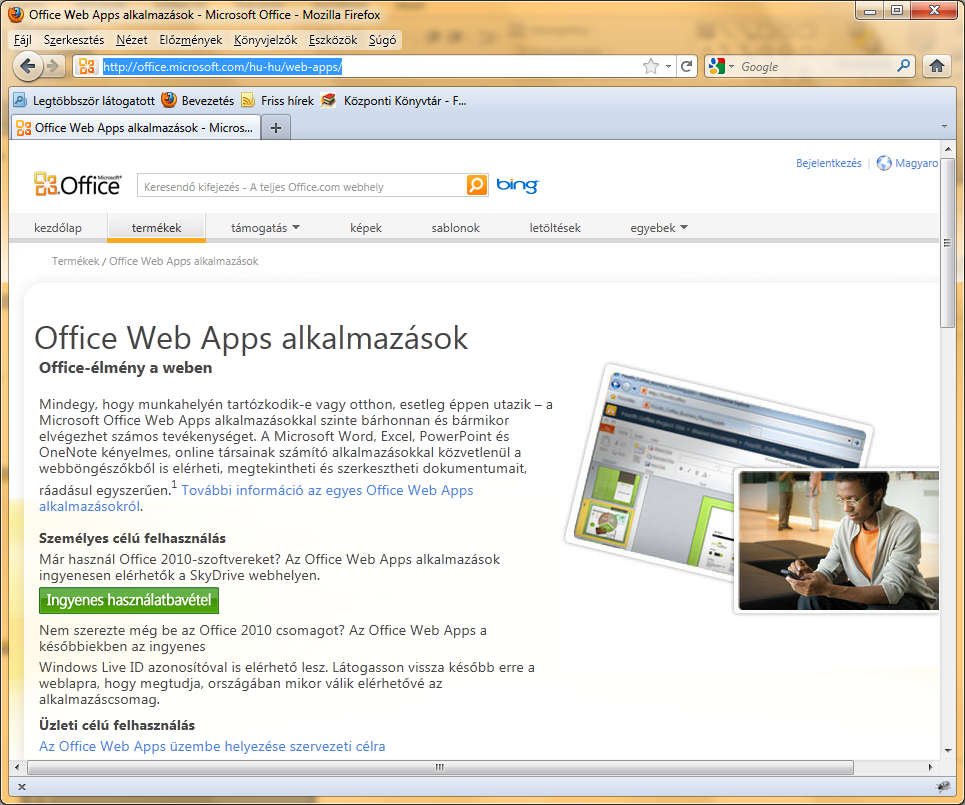 Office Web Apps alkalmazások - Microsoft Office - Mozilla Firefox
Fájl Szerkesztés Nézet Előzmények Könyvjelzők Eszközök Súgó
http://office.microsoft.com/hu-hu/web-apps/
Google
Legtöbbször látogatott Bevezetés Friss hírek Központi Könyvtár - F...
Office Web Apps alkalmazások - Micros...
Bejelentkezés | Magyaro
Microsoft® Office
Keresendő kifejezés - A teljes Office.com webhely
bing
kezdőlap termékek támogatás képek sablonok letöltések egyebek
Termékek / Office Web Apps alkalmazások
Office Web Apps alkalmazások
Office-élmény a weben
Mindegy, hogy munkahelyén tartózkodik-e vagy otthon, esetleg éppen utazik – a
Microsoft Office Web Apps alkalmazásokkal szinte bárhonnan és bármikor
elvégezhet számos tevékenységet. A Microsoft Word, Excel, PowerPoint és
OneNote kényelmes, online társainak számító alkalmazásokkal közvetlenül a
webböngészőkből is elérheti, megtekintheti és szerkesztheti dokumentumait,
ráadásul egyszerűen.1 További információ az egyes Office Web Apps
alkalmazásokról.
Személyes célú felhasználás
Már használ Office 2010-szoftvereket? Az Office Web Apps alkalmazások
ingyenesen elérhetők a SkyDrive webhelyen.
Ingyenes használatbavétel
Nem szerezte még be az Office 2010 csomagot? Az Office Web Apps a
későbbiekben az ingyenes
Windows Live ID azonosítóval is elérhető lesz. Látogasson vissza később erre a
weblapra, hogy megtudja, országában mikor válik elérhetővé az
alkalmazáscsomag.
Üzleti célú felhasználás
Az Office Web Apps üzembe helyezése szervezeti célra